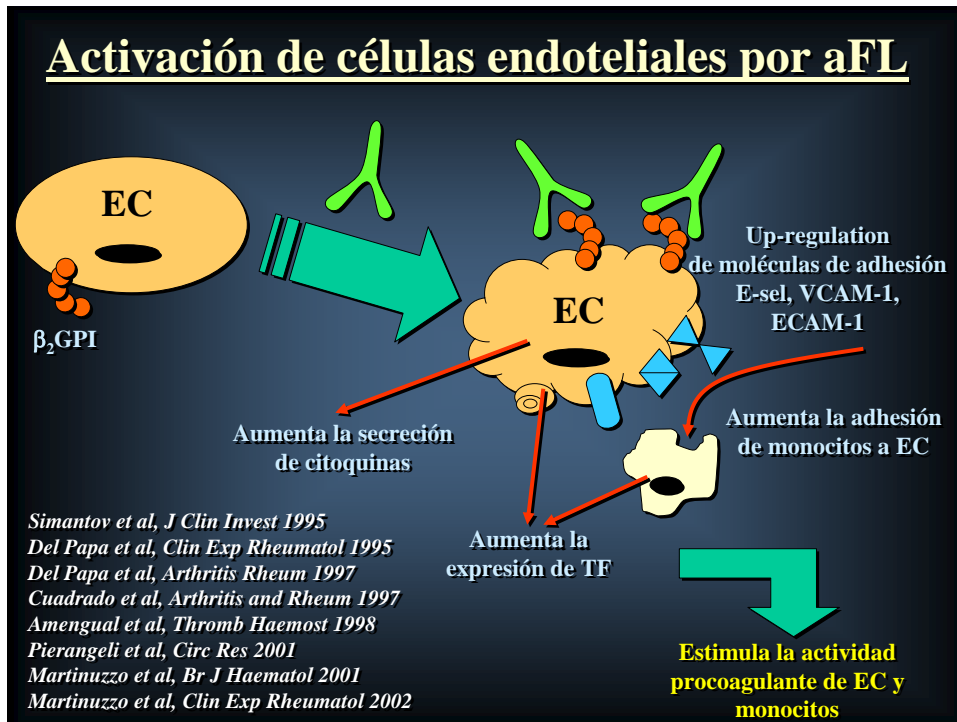 Activación de células endoteliales por aFL
EC
β2GPI
EC
Up-regulation
de moléculas de adhesión
E-sel, VCAM-1,
ECAM-1
Aumenta la adhesión
de monocitos a EC
Aumenta la secreción
de citoquinas
Aumenta la
expresión de TF
Simantov et al, J Clin Invest 1995
Del Papa et al, Clin Exp Rheumatol 1995
Del Papa et al, Arthritis Rheum 1997
Cuadrado et al, Arthritis and Rheum 1997
Amengual et al, Thromb Haemost 1998
Pierangeli et al, Circ Res 2001
Martinuzzo et al, Br J Haematol 2001
Martinuzzo et al, Clin Exp Rheumatol 2002
Estimula la actividad
procoagulante de EC y
monocitos